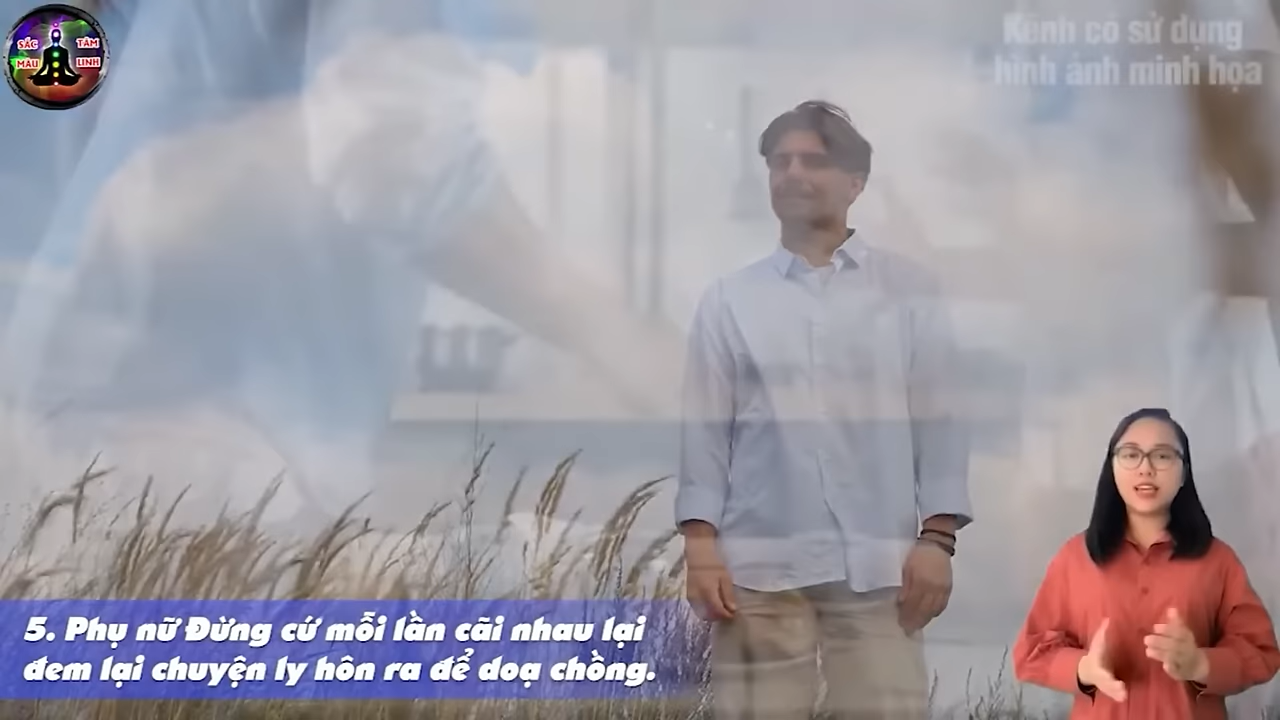 SẮC TÂM
MÀU LINH
Kênh có sử dụng
hình ảnh minh họa
5. Phụ nữ Đừng cứ mỗi lần cãi nhau lại
đem lại chuyện ly hôn ra để doạ chồng.